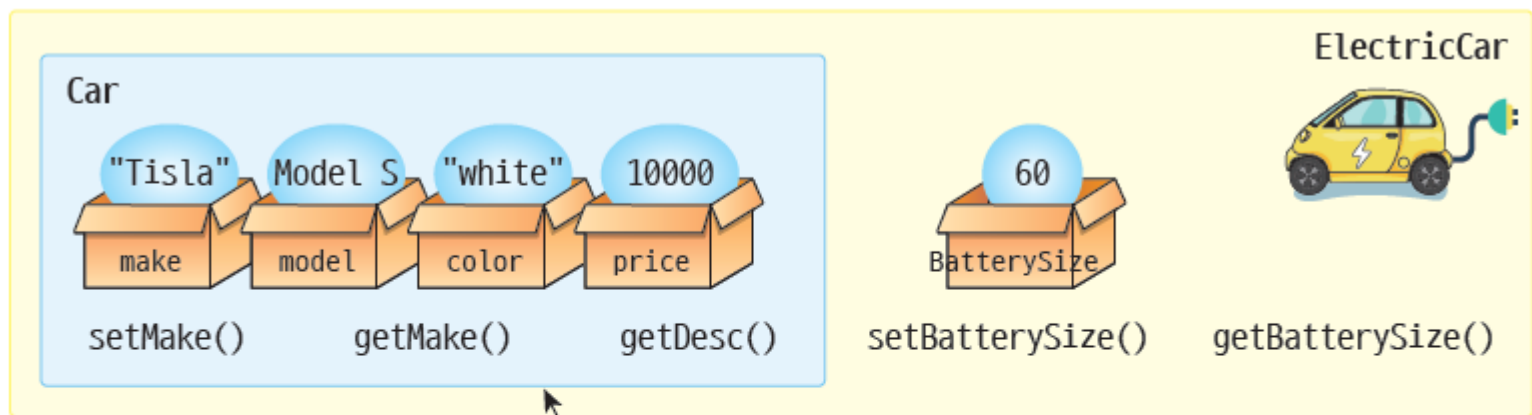 ElectricCar
Car
"Tisla" Model S "white" 10000 60
make model color price BatterySize
setMake() getMake() getDesc() setBatterySize() getBatterySize()